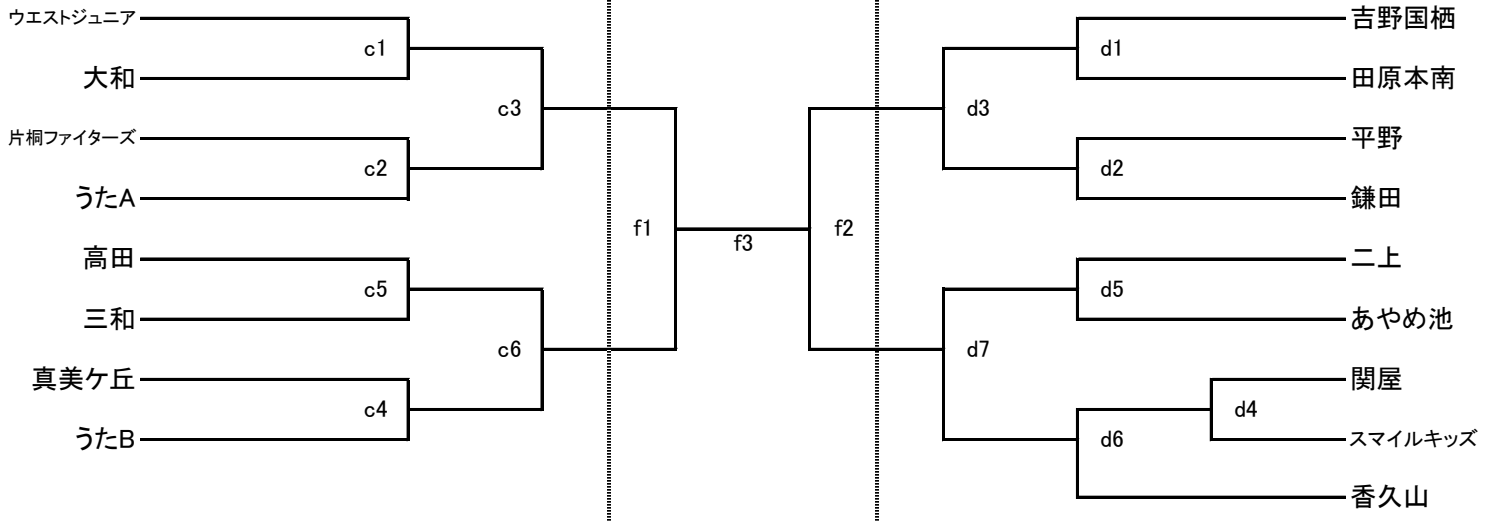 ウエストジュニア
c1
大和
c3
片桐ファイターズ
c2
うたA
f1
高田
c5
三和
c6
真美ケ丘
c4
うたB
f3
f2
吉野国栖
d1
田原本南
d3
平野
d2
鎌田
二上
d5
あやめ池
d7
関屋
d4
スマイルキッズ
d6
香久山